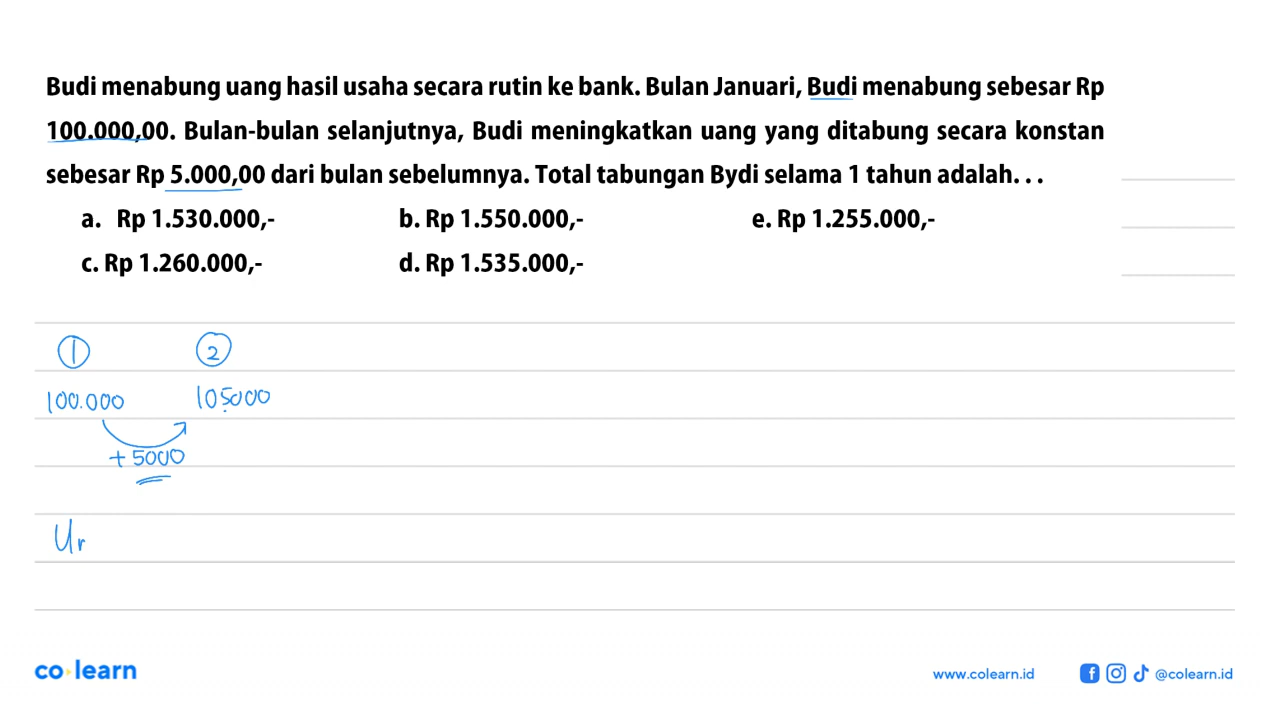 Budi menabung uang hasil usaha secara rutin ke bank. Bulan Januari, Budi menabung sebesar Rp
100.000,00. Bulan-bulan selanjutnya, Budi meningkatkan uang yang ditabung secara konstan
sebesar Rp 5.000,00 dari bulan sebelumnya. Total tabungan Bydi selama 1 tahun adalah. . .
a. Rp 1.530.000,- b. Rp 1.550.000,- e. Rp 1.255.000,-
c. Rp 1.260.000,- d. Rp 1.535.000,-
1 2
100.000 105.000
+ 5000
Un
co learn
www.colearn.id @colearn.id